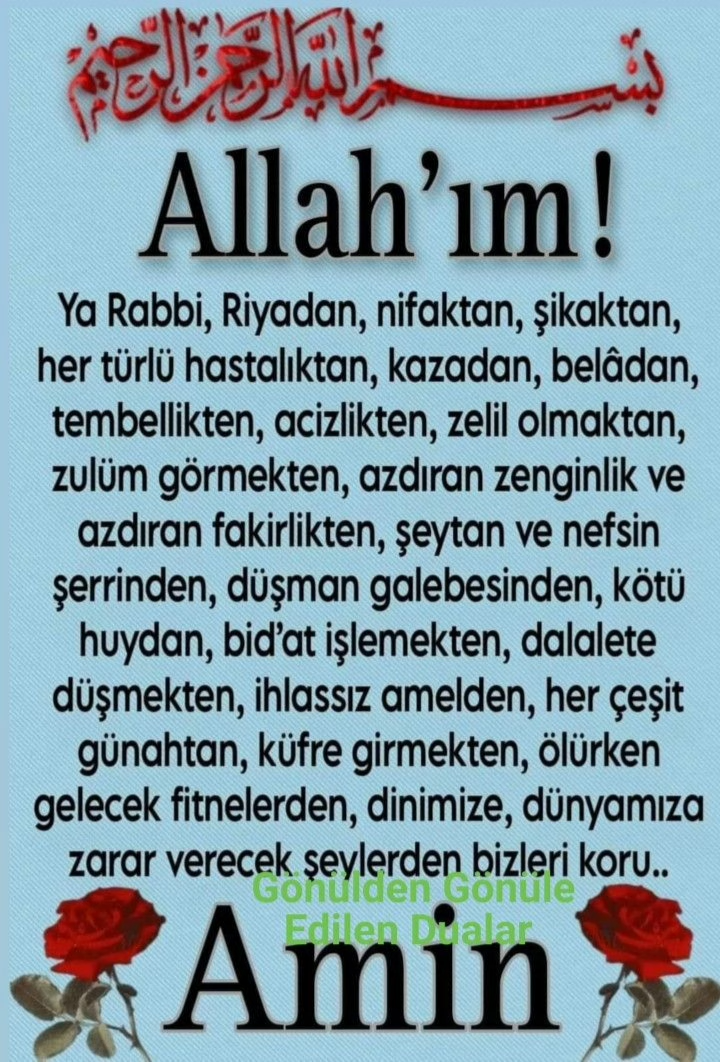 بسم الله الرحمن الرحيم
Allah'ım!
Ya Rabbi, Riyadan, nifaktan, şikaktan,
her türlü hastalıktan, kazadan, belâdan,
tembellikten, acizlikten, zelil olmaktan,
zulüm görmekten, azdıran zenginlik ve
azdıran fakirlikten, şeytan ve nefsin
şerrinden, düşman galebesinden, kötü
huydan, bid'at işlemekten, dalalete
düşmekten, ihlassız amelden, her çeşit
günahtan, küfre girmekten, ölürken
gelecek fitnelerden, dinimize, dünyamıza
zarar verecek şeylerden bizleri koru..
Gönülden Gönüle
Edilen Dualar
Amin